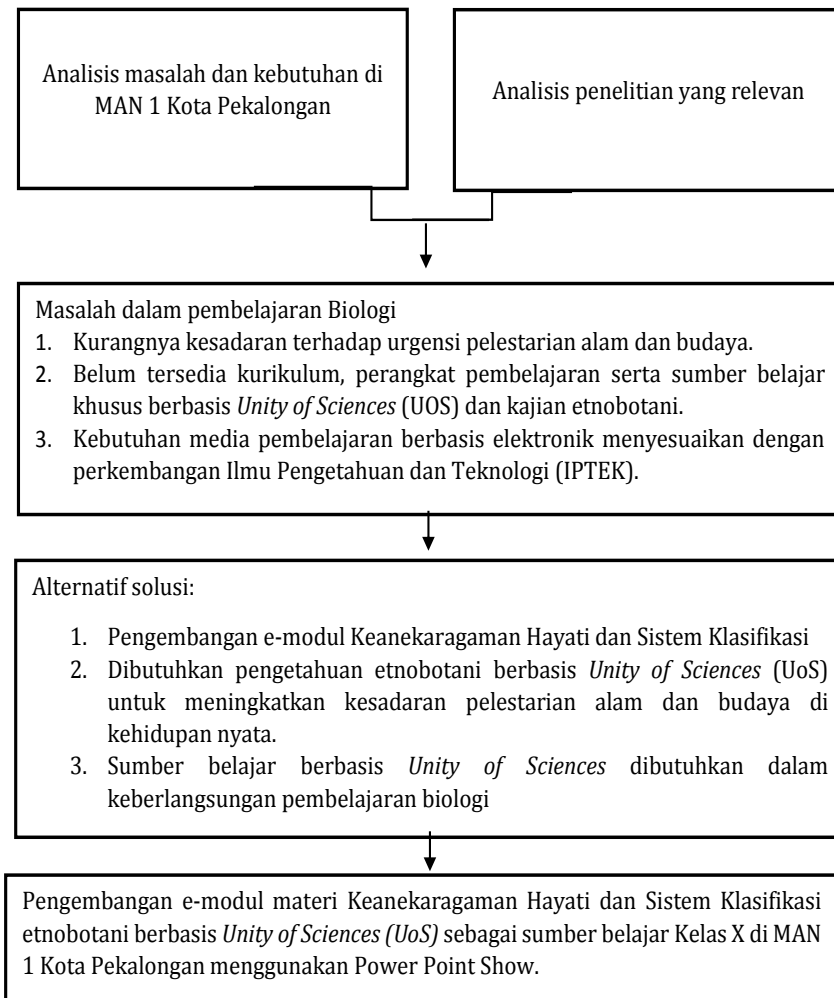 Analisis masalah dan kebutuhan di
MAN 1 Kota Pekalongan
Analisis penelitian yang relevan
Masalah dalam pembelajaran Biologi
1. Kurangnya kesadaran terhadap urgensi pelestarian alam dan budaya.
2. Belum tersedia kurikulum, perangkat pembelajaran serta sumber belajar
khusus berbasis Unity of Sciences (UOS) dan kajian etnobotani.
3. Kebutuhan media pembelajaran berbasis elektronik menyesuaikan dengan
perkembangan Ilmu Pengetahuan dan Teknologi (IPTEK).
Alternatif solusi:
1. Pengembangan e-modul Keanekaragaman Hayati dan Sistem Klasifikasi
2. Dibutuhkan pengetahuan etnobotani berbasis Unity of Sciences (UoS)
untuk meningkatkan kesadaran pelestarian alam dan budaya di
kehidupan nyata.
3. Sumber belajar berbasis Unity of Sciences dibutuhkan dalam
keberlangsungan pembelajaran biologi
Pengembangan e-modul materi Keanekaragaman Hayati dan Sistem Klasifikasi
etnobotani berbasis Unity of Sciences (UoS) sebagai sumber belajar Kelas X di MAN
1 Kota Pekalongan menggunakan Power Point Show.